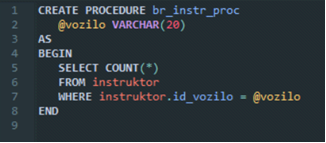 1 CREATE PROCEDURE br_instr_proc
2 @vozilo VARCHAR(20)
3 AS
4 BEGIN
5 SELECT COUNT(*)
6 FROM instruktor
7 WHERE instruktor.id_vozilo = @vozilo
8 END
9